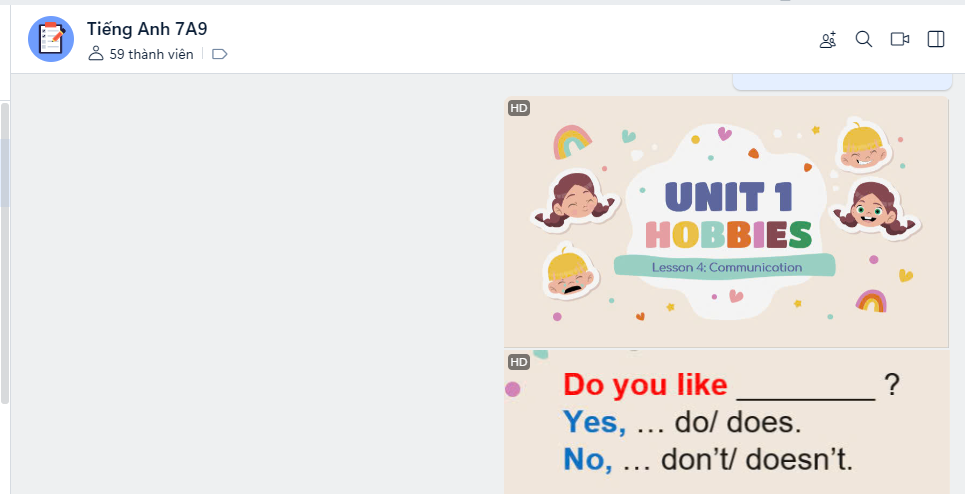 Tiếng Anh 7A9
59 thành viên
HD
UNIT 1
HOBBIES
Lesson 4: Communicotion
HD
Do you like _________ ?
Yes, … do/ does.
No, … don’t/ doesn’t.